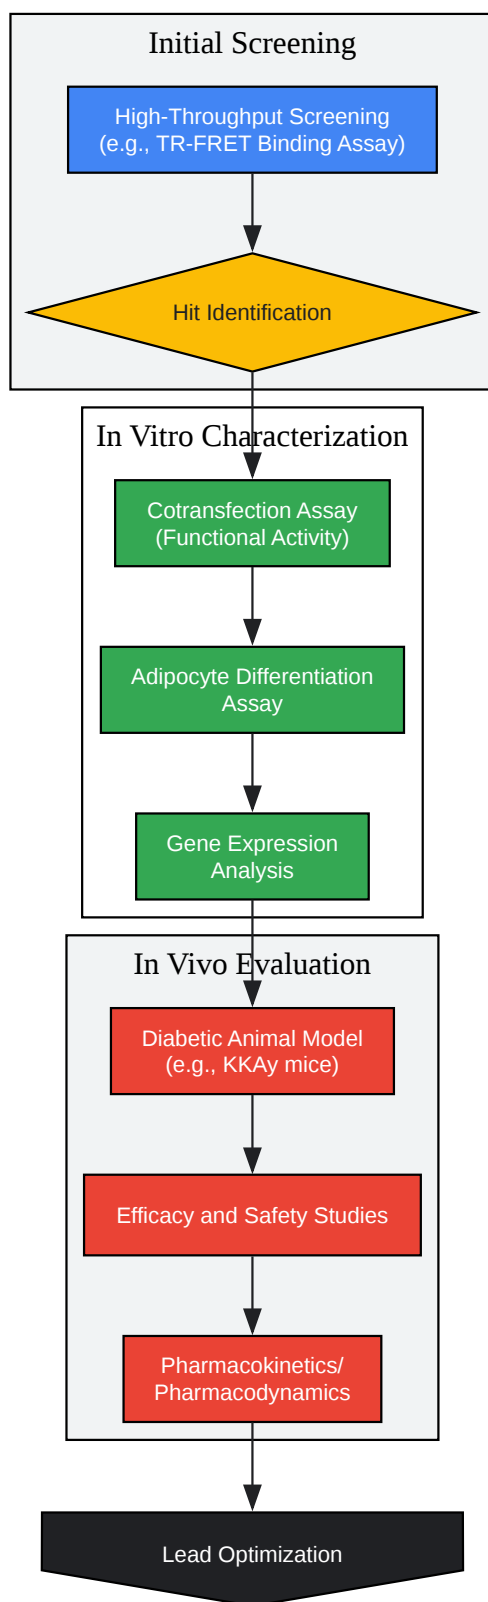 Initial Screening
High-Throughput Screening
(e.g., TR-FRET Binding Assay)
Hit Identification
In Vitro Characterization
Cotransfection Assay
(Functional Activity)
Adipocyte Differentiation
Assay
Gene Expression
Analysis
In Vivo Evaluation
Diabetic Animal Model
(e.g., KKAy mice)
Efficacy and Safety Studies
Pharmacokinetics/
Pharmacodynamics
Lead Optimization